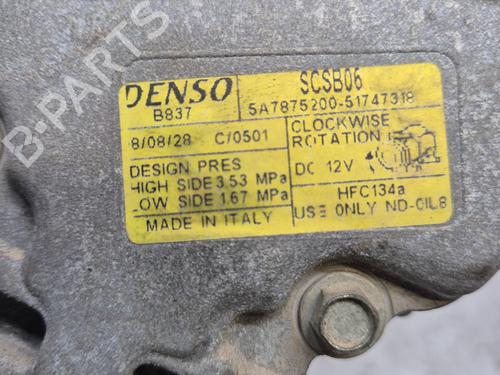 B-PARTS
DENSO
B837
SCSB06
5A7875200-51747318
8/08/28 C/0501
CLOCKWISE
ROTATION
DC 12V
DESIGN PRES
HIGH SIDE 3.53 MPa
LOW SIDE 1.67 MPa
MADE IN ITALY
HFC134a
USE ONLY ND-OIL8